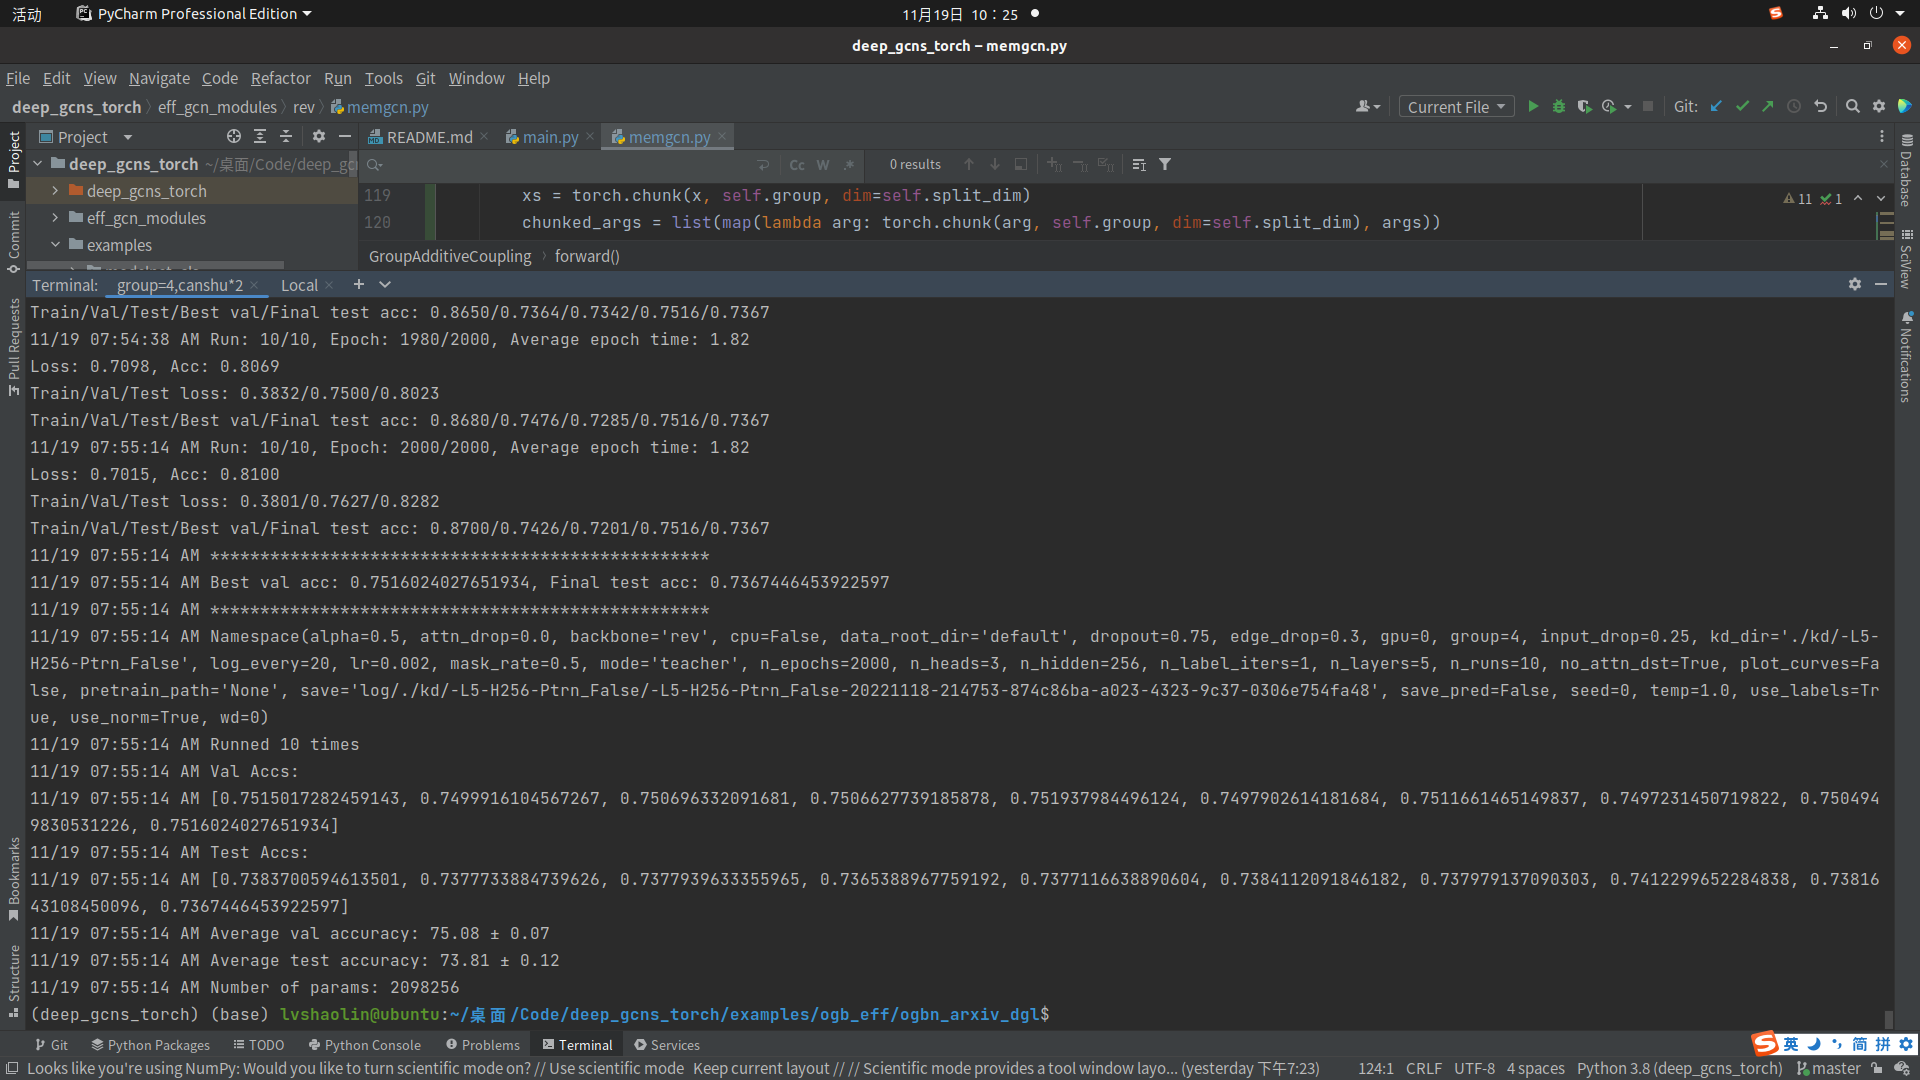 活动 PyCharm Professional Edition 11月19日 10：25
deep_gcns_torch – memgcn.py
File Edit View Navigate Code Refactor Run Tools Git Window Help
deep_gcns_torch eff_gcn_modules rev memgcn.py Current File Git:
Project README.md main.py memgcn.py
deep_gcns_torch ~/桌面/Code/deep_gc
Cc W .* 0 results
deep_gcns_torch
eff_gcn_modules
examples
119 xs = torch.chunk(x, self.group, dim=self.split_dim)
120 chunked_args = list(map(lambda arg: torch.chunk(arg, self.group, dim=self.split_dim), args))
11 1
GroupAdditiveCoupling forward()
Terminal: group=4,canshu*2 Local
Train/Val/Test/Best val/Final test acc: 0.8650/0.7364/0.7342/0.7516/0.7367
11/19 07:54:38 AM Run: 10/10, Epoch: 1980/2000, Average epoch time: 1.82
Loss: 0.7098, Acc: 0.8069
Train/Val/Test loss: 0.3832/0.7500/0.8023
Train/Val/Test/Best val/Final test acc: 0.8680/0.7476/0.7285/0.7516/0.7367
11/19 07:55:14 AM Run: 10/10, Epoch: 2000/2000, Average epoch time: 1.82
Loss: 0.7015, Acc: 0.8100
Train/Val/Test loss: 0.3801/0.7627/0.8282
Train/Val/Test/Best val/Final test acc: 0.8700/0.7426/0.7201/0.7516/0.7367
11/19 07:55:14 AM **************************************************
11/19 07:55:14 AM Best val acc: 0.7516024027651934, Final test acc: 0.7367446453922597
11/19 07:55:14 AM **************************************************
11/19 07:55:14 AM Namespace(alpha=0.5, attn_drop=0.0, backbone='rev', cpu=False, data_root_dir='default', dropout=0.75, edge_drop=0.3, gpu=0, group=4, input_drop=0.25, kd_dir='./kd/-L5-
H256-Ptrn_False', log_every=20, lr=0.002, mask_rate=0.5, mode='teacher', n_epochs=2000, n_heads=3, n_hidden=256, n_label_iters=1, n_layers=5, n_runs=10, no_attn_dst=True, plot_curves=Fa
lse, pretrain_path='None', save='log/./kd/-L5-H256-Ptrn_False/-L5-H256-Ptrn_False-20221118-214753-874c86ba-a023-4323-9c37-0306e754fa48', save_pred=False, seed=0, temp=1.0, use_labels=Tr
ue, use_norm=True, wd=0)
11/19 07:55:14 AM Runned 10 times
11/19 07:55:14 AM Val Accs:
11/19 07:55:14 AM [0.7515017282459143, 0.7499916104567267, 0.750696332091681, 0.7506627739185878, 0.751937984496124, 0.7497902614181684, 0.7511661465149837, 0.7497231450719822, 0.750494
9830531226, 0.7516024027651934]
11/19 07:55:14 AM Test Accs:
11/19 07:55:14 AM [0.7383700594613501, 0.7377733884739626, 0.7377939633355965, 0.7365388967759192, 0.7377116638890604, 0.7384112091846182, 0.737979137090303, 0.7412299652284838, 0.7381
643108450096, 0.7367446453922597]
11/19 07:55:14 AM Average val accuracy: 75.08 ± 0.07
11/19 07:55:14 AM Average test accuracy: 73.81 ± 0.12
11/19 07:55:14 AM Number of params: 2098256
(deep_gcns_torch) (base) lvshaolin@ubuntu:~/桌面/Code/deep_gcns_torch/examples/ogb_eff/ogbn_arxiv_dgl$
Project
Commit
Pull Requests
Bookmarks
Structure
Database
SciView
Notifications
Git Python Packages TODO Python Console Problems Terminal Services
英 简 拼
Looks like you're using NumPy: Would you like to turn scientific mode on? // Use scientific mode Keep current layout // // Scientific mode provides a tool window layo... (yesterday 下午7:23) 124:1 CRLF UTF-8 4 spaces Python 3.8 (deep_gcns_torch) master